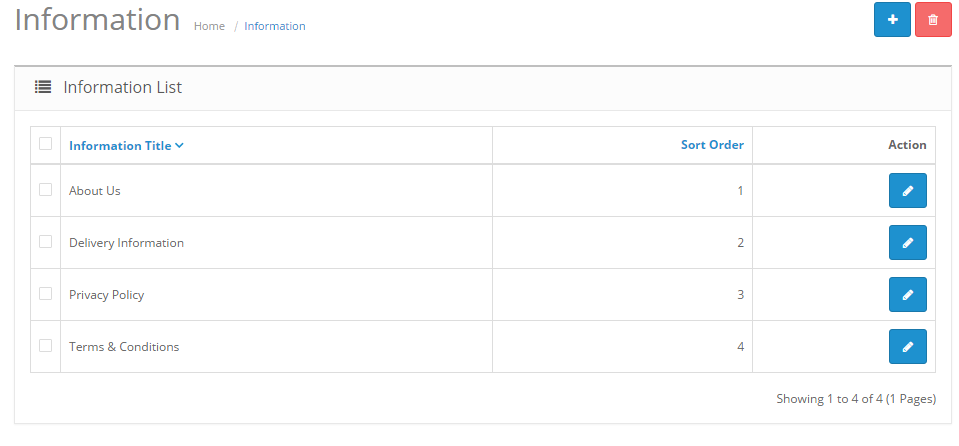 Information Home / Information
Information List
Information Title Sort Order Action
About Us 1
Delivery Information 2
Privacy Policy 3
Terms & Conditions 4
Showing 1 to 4 of 4 (1 Pages)